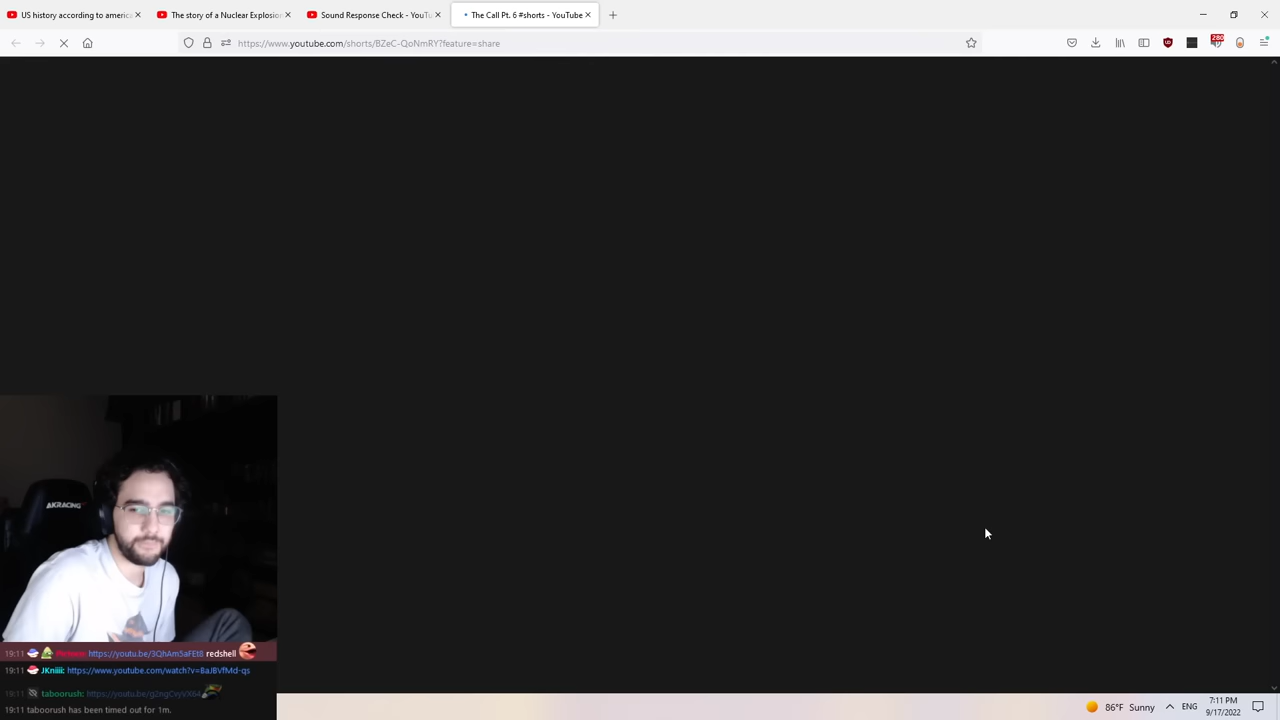 US history according to americ
The story of a Nuclear Explosion
Sound Response Check - YouTu
The Call Pt. 6 #shorts - YouTube
https://www.youtube.com/shorts/BZeC-QoNmRY?feature=share
280
AKRACING
19:11 https://youtu.be/3QhAm5aFEt8 redshell
19:11 JKniiii: https://www.youtube.com/watch?v=8aJBVfMd-qs
19:11 taboorush:
19:11 taboorush has been timed out for 1m.
86°F Sunny
ENG
7:11 PM
9/17/2022